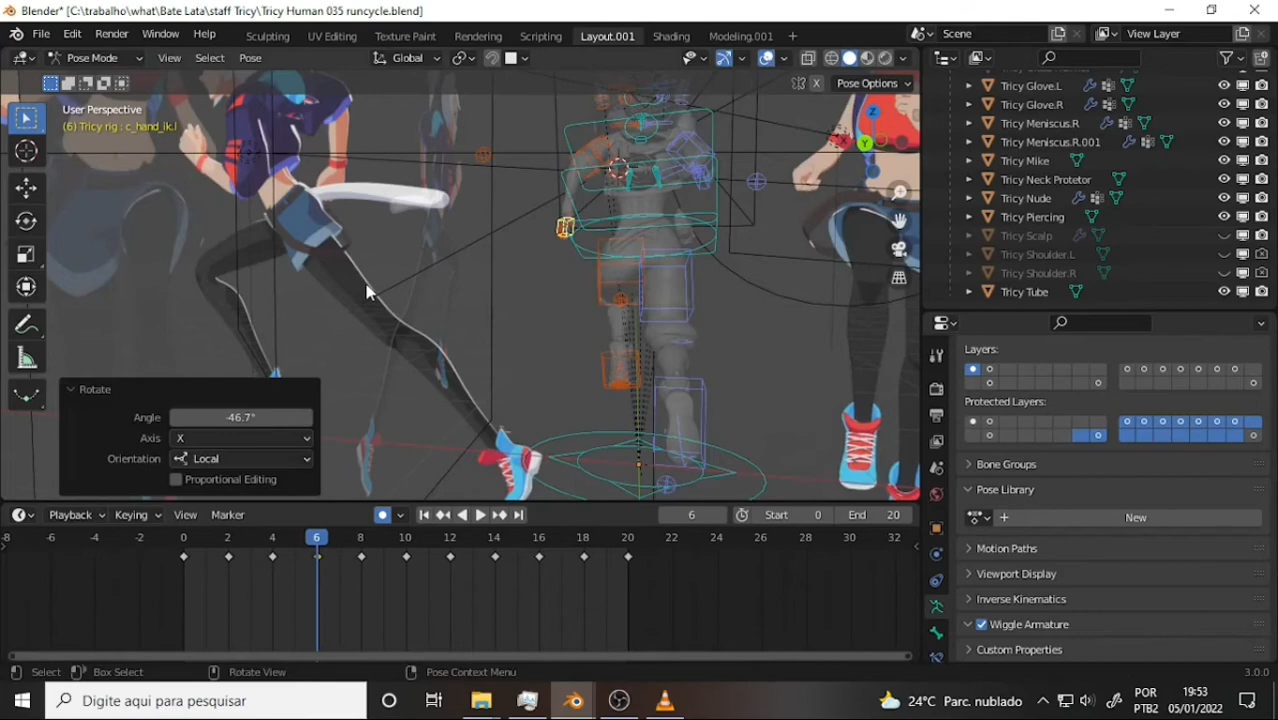 Blender* [C:\trabalho\what\Bate Lata\staff Tricy\Tricy Human 035 runcycle.blend]
File Edit Render Window Help Sculpting UV Editing Texture Paint Rendering Scripting Layout.001 Shading Modeling.001 Scene View Layer
Pose Mode View Select Pose Global
X Pose Options
User Perspective
(6) Tricy rig : c_hand_ik.l
Z
X
Y
Tricy Glove.L
Tricy Glove.R
Tricy Meniscus.R
Tricy Meniscus.R.001
Tricy Mike
Tricy Neck Protetor
Tricy Nude
Tricy Piercing
Tricy Scalp
Tricy Shoulder.L
Tricy Shoulder.R
Tricy Tube
Rotate
Angle -46.7°
Axis X
Orientation Local
Proportional Editing
Layers:
Protected Layers:
Bone Groups
Pose Library
New
Motion Paths
Viewport Display
Inverse Kinematics
Wiggle Armature
Custom Properties
Playback Keying View Marker 6 Start 0 End 20
-8 -6 -4 -2 0 2 4 6 8 10 12 14 16 18 20 22 24 26 28 30 32
Select Box Select Rotate View Pose Context Menu 3.0.0
Digite aqui para pesquisar
24°C Parc. nublado
POR
PTB2
19:53
05/01/2022